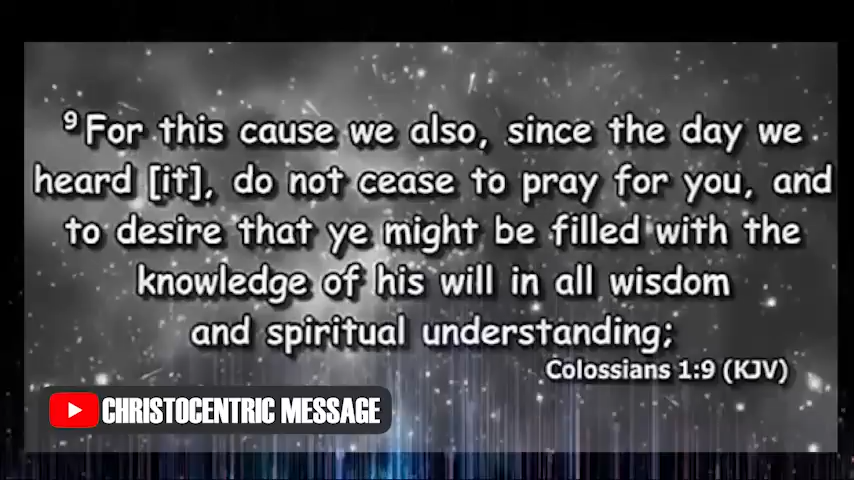 9 For this cause we also, since the day we
heard [it], do not cease to pray for you, and
to desire that ye might be filled with the
knowledge of his will in all wisdom
and spiritual understanding;
Colossians 1:9 (KJV)
CHRISTOCENTRIC MESSAGE